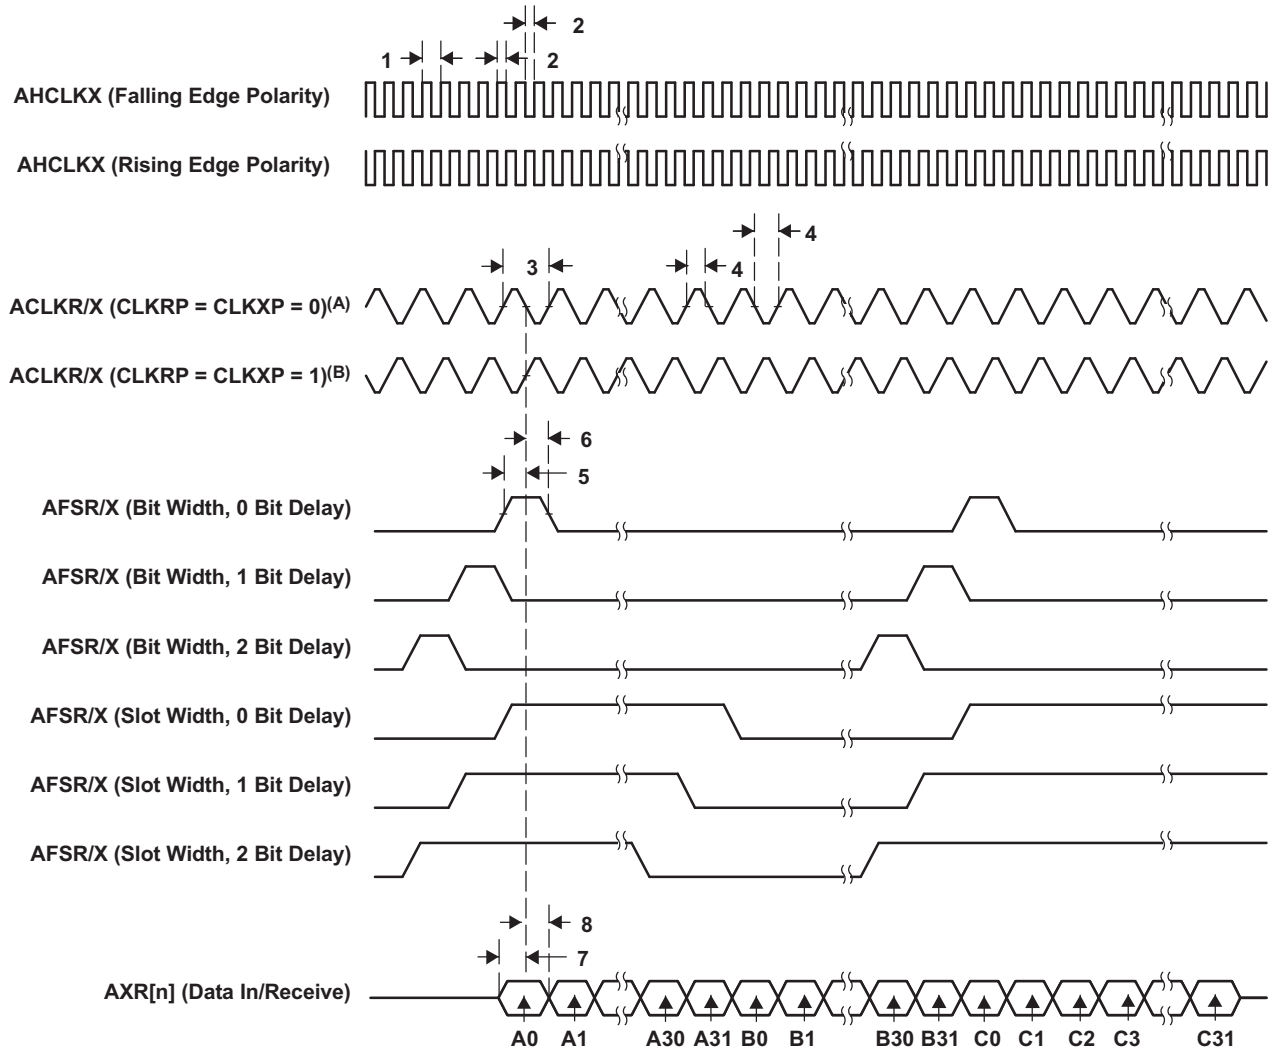 2
1
2
AHCLKX (Falling Edge Polarity)
AHCLKX (Rising Edge Polarity)
4
3
4
ACLKR/X (CLKRP = CLKXP = 0)(A)
ACLKR/X (CLKRP = CLKXP = 1)(B)
6
5
AFSR/X (Bit Width, 0 Bit Delay)
AFSR/X (Bit Width, 1 Bit Delay)
AFSR/X (Bit Width, 2 Bit Delay)
AFSR/X (Slot Width, 0 Bit Delay)
AFSR/X (Slot Width, 1 Bit Delay)
AFSR/X (Slot Width, 2 Bit Delay)
8
7
AXR[n] (Data In/Receive)
A0 A1 A30 A31 B0 B1 B30 B31 C0 C1 C2 C3 C31